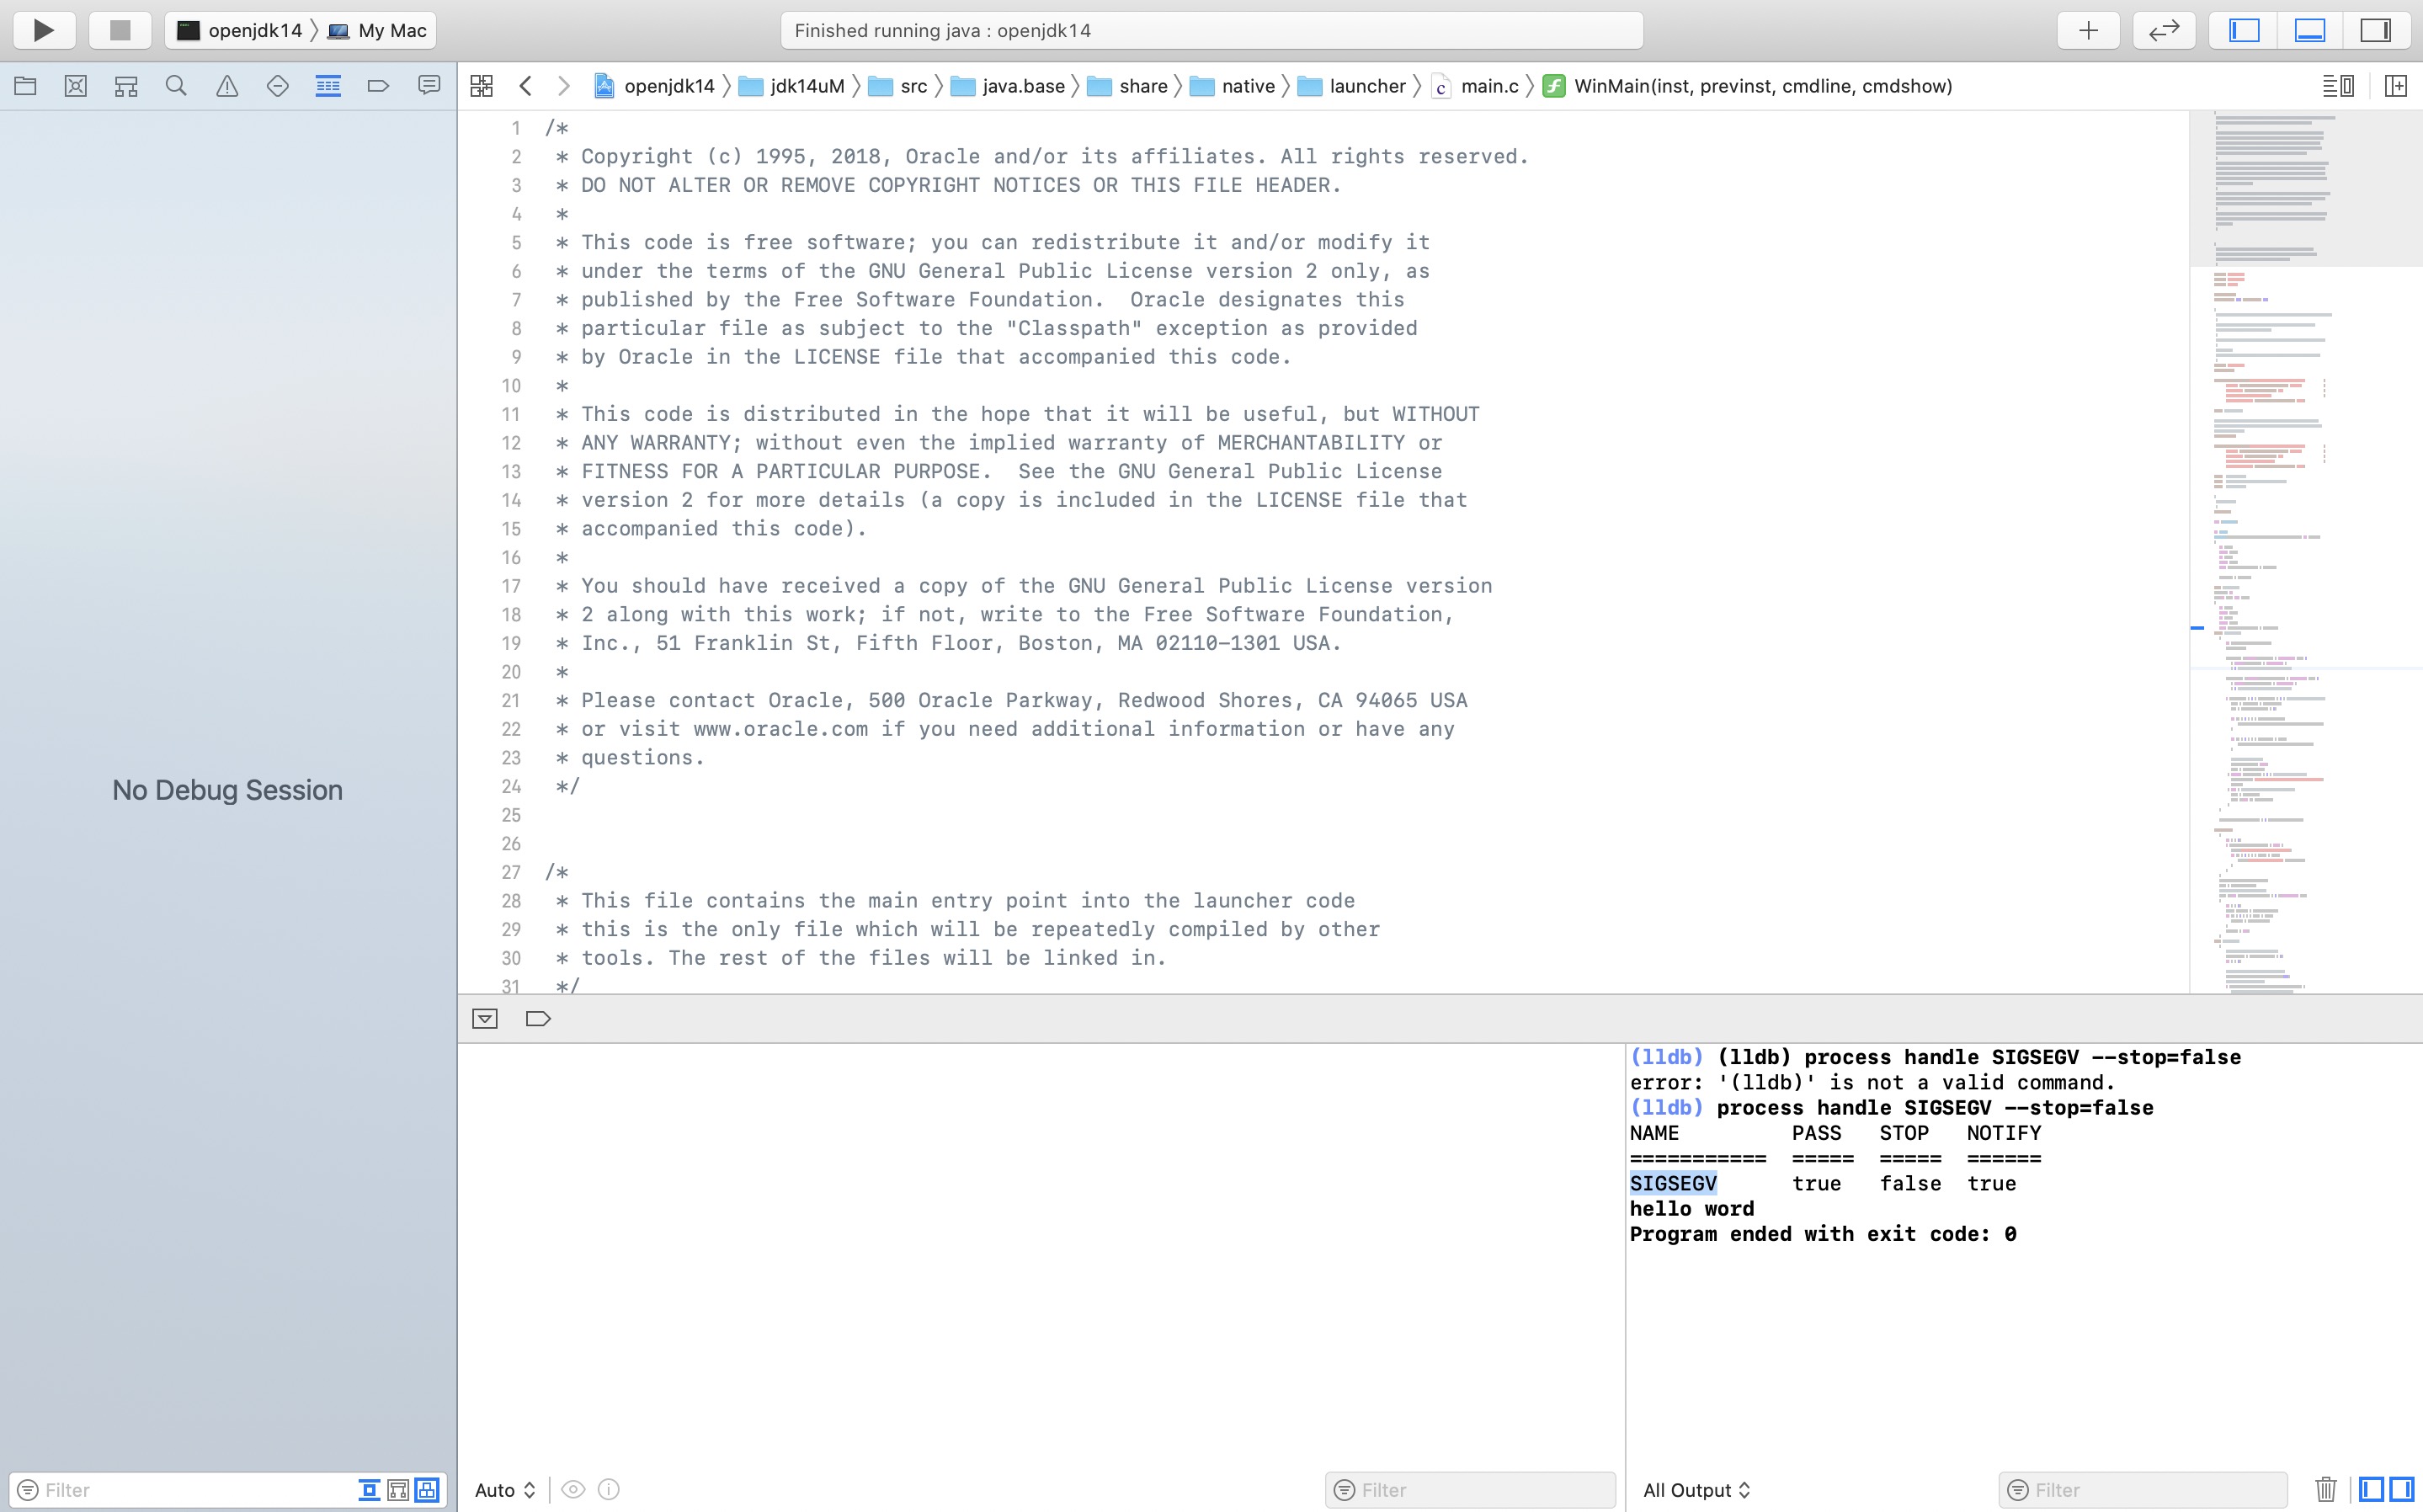 openjdk14 〉 My Mac
Finished running java : openjdk14
openjdk14 〉 jdk14uM 〉 src 〉 java.base 〉 share 〉 native 〉 launcher 〉 main.c 〉 WinMain(inst, previnst, cmdline, cmdshow)
No Debug Session
1 /*
2  * Copyright (c) 1995, 2018, Oracle and/or its affiliates. All rights reserved.
3  * DO NOT ALTER OR REMOVE COPYRIGHT NOTICES OR THIS FILE HEADER.
4  *
5  * This code is free software; you can redistribute it and/or modify it
6  * under the terms of the GNU General Public License version 2 only, as
7  * published by the Free Software Foundation.  Oracle designates this
8  * particular file as subject to the "Classpath" exception as provided
9  * by Oracle in the LICENSE file that accompanied this code.
10  *
11  * This code is distributed in the hope that it will be useful, but WITHOUT
12  * ANY WARRANTY; without even the implied warranty of MERCHANTABILITY or
13  * FITNESS FOR A PARTICULAR PURPOSE.  See the GNU General Public License
14  * version 2 for more details (a copy is included in the LICENSE file that
15  * accompanied this code).
16  *
17  * You should have received a copy of the GNU General Public License version
18  * 2 along with this work; if not, write to the Free Software Foundation,
19  * Inc., 51 Franklin St, Fifth Floor, Boston, MA 02110-1301 USA.
20  *
21  * Please contact Oracle, 500 Oracle Parkway, Redwood Shores, CA 94065 USA
22  * or visit www.oracle.com if you need additional information or have any
23  * questions.
24  */
25
26
27 /*
28  * This file contains the main entry point into the launcher code
29  * this is the only file which will be repeatedly compiled by other
30  * tools. The rest of the files will be linked in.
31  */
(lldb) (lldb) process handle SIGSEGV --stop=false
error: '(lldb)' is not a valid command.
(lldb) process handle SIGSEGV --stop=false
NAME         PASS   STOP   NOTIFY
===========  =====  =====  ======
SIGSEGV      true   false  true
hello word
Program ended with exit code: 0
Filter
Auto
Filter
All Output
Filter